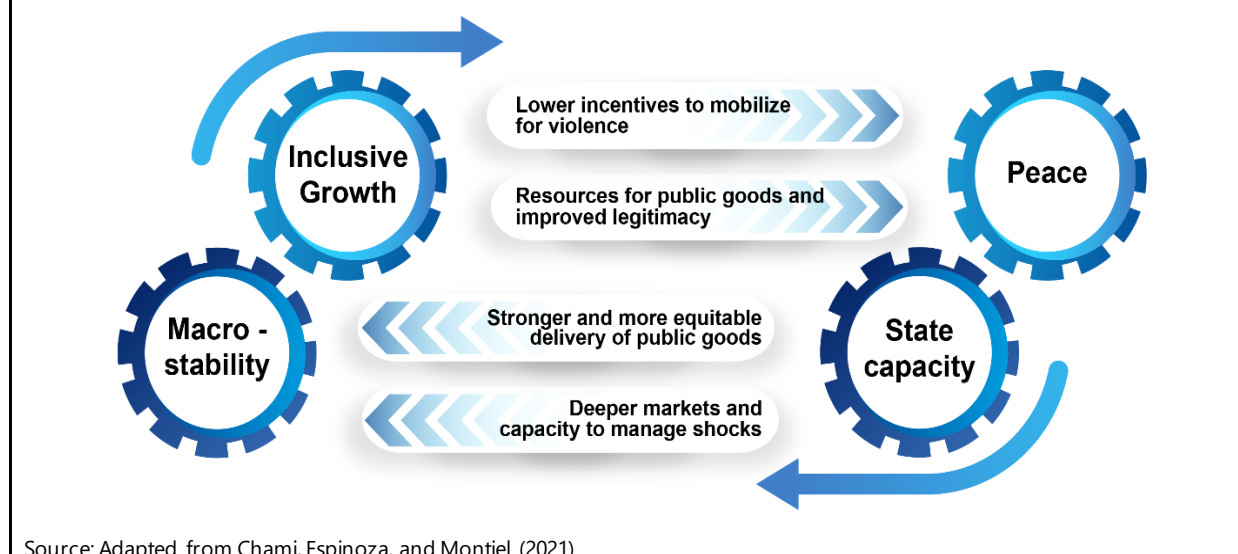 Inclusive
Growth
Lower incentives to mobilize
for violence
Resources for public goods and
improved legitimacy
Peace
Macro -
stability
Stronger and more equitable
delivery of public goods
Deeper markets and
capacity to manage shocks
State
capacity
Source: Adapted from Chami, Espinoza, and Montiel (2021)